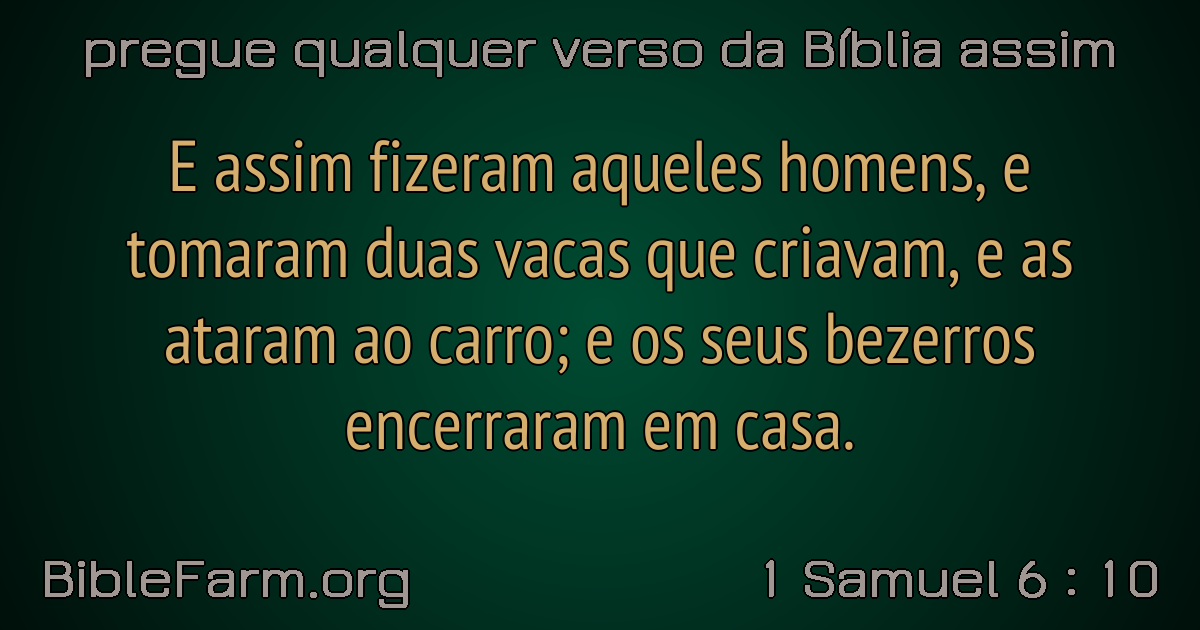 pregue qualquer verso da Bíblia assim
E assim fizeram aqueles homens, e
tomaram duas vacas que criavam, e as
ataram ao carro; e os seus bezerros
encerraram em casa.
BibleFarm.org
1 Samuel 6 : 10